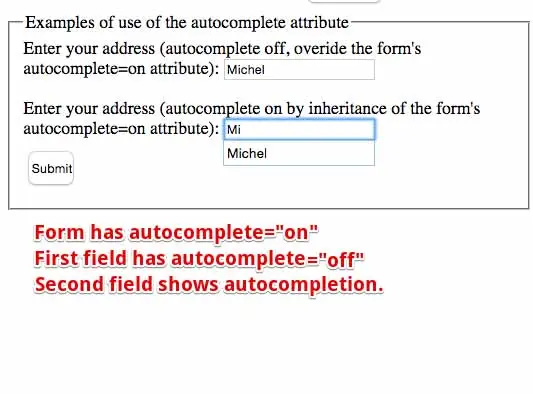 Examples of use of the autocomplete attribute
Enter your address (autocomplete off, overide the form's
autocomplete=on attribute): Michel
Enter your address (autocomplete on by inheritance of the form's
autocomplete=on attribute): Mi
Michel
Submit
Form has autocomplete="on"
First field has autocomplete="off"
Second field shows autocompletion.